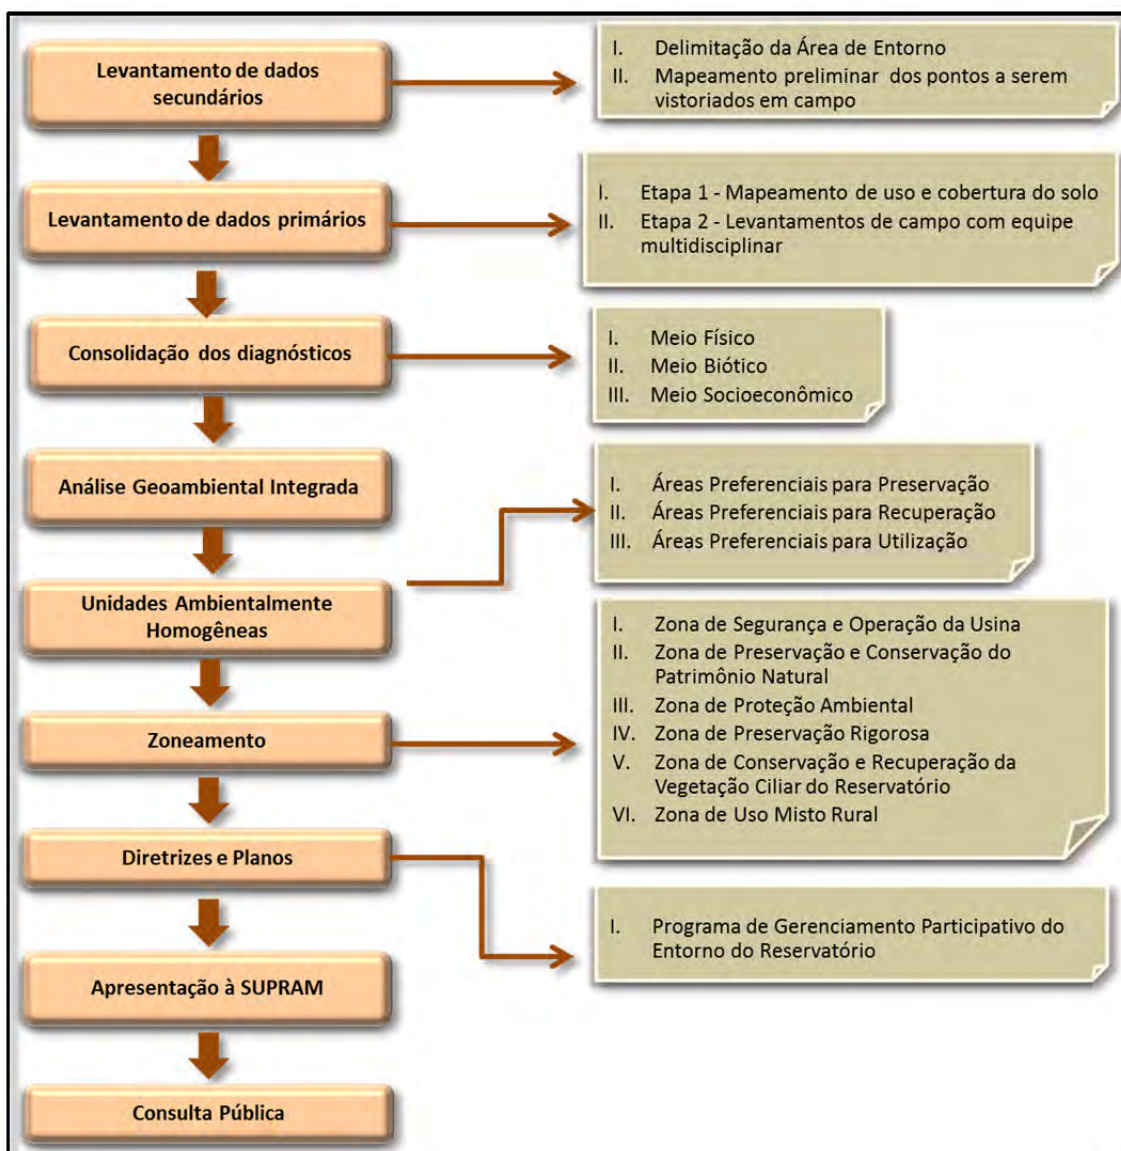 Levantamento de dados
secundários
I. Delimitação da Área de Entorno
II. Mapeamento preliminar dos pontos a serem
vistoriados em campo
Levantamento de dados primários
I. Etapa 1 - Mapeamento de uso e cobertura do solo
II. Etapa 2 - Levantamentos de campo com equipe
multidisciplinar
Consolidação dos diagnósticos
I. Meio Físico
II. Meio Biótico
III. Meio Socioeconômico
Análise Geoambiental Integrada
I. Áreas Preferenciais para Preservação
II. Áreas Preferenciais para Recuperação
III. Áreas Preferenciais para Utilização
Unidades Ambientalmente
Homogêneas
I. Zona de Segurança e Operação da Usina
II. Zona de Preservação e Conservação do
Patrimônio Natural
III. Zona de Proteção Ambiental
IV. Zona de Preservação Rigorosa
V. Zona de Conservação e Recuperação da
Vegetação Ciliar do Reservatório
VI. Zona de Uso Misto Rural
Zoneamento
Diretrizes e Planos
I. Programa de Gerenciamento Participativo do
Entorno do Reservatório
Apresentação à SUPRAM
Consulta Pública